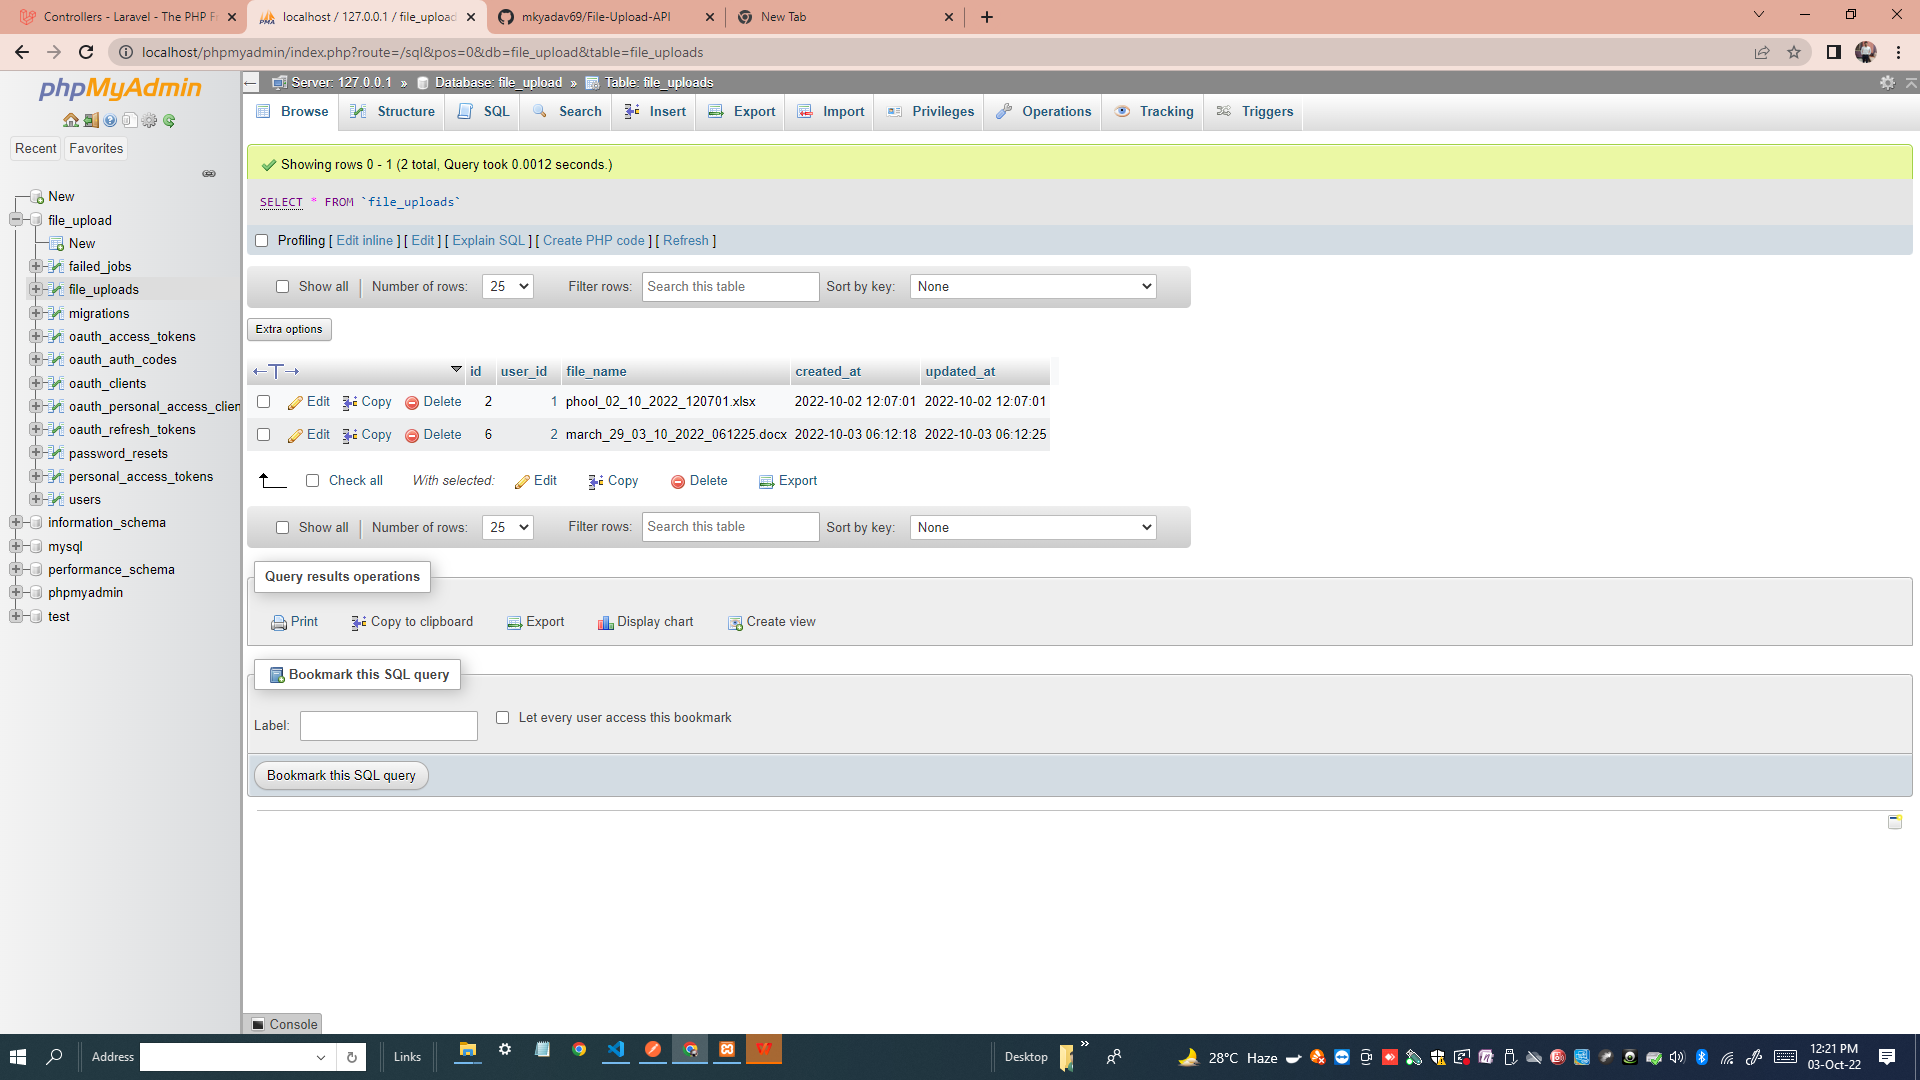 Controllers - Laravel - The PHP Fr
localhost / 127.0.0.1 / file_upload
mkyadav69/File-Upload-API
New Tab
localhost/phpmyadmin/index.php?route=/sql&pos=0&db=file_upload&table=file_uploads
phpMyAdmin
Recent
Favorites
New
file_upload
New
failed_jobs
file_uploads
migrations
oauth_access_tokens
oauth_auth_codes
oauth_clients
oauth_personal_access_clien
oauth_refresh_tokens
password_resets
personal_access_tokens
users
information_schema
mysql
performance_schema
phpmyadmin
test
Server: 127.0.0.1 » Database: file_upload » Table: file_uploads
Browse Structure SQL Search Insert Export Import Privileges Operations Tracking Triggers
Showing rows 0 - 1 (2 total, Query took 0.0012 seconds.)
SELECT * FROM `file_uploads`
Profiling [ Edit inline ] [ Edit ] [ Explain SQL ] [ Create PHP code ] [ Refresh ]
Show all Number of rows: 25 Filter rows: Search this table Sort by key: None
Extra options
id user_id file_name created_at updated_at
Edit Copy Delete 2 1 phool_02_10_2022_120701.xlsx 2022-10-02 12:07:01 2022-10-02 12:07:01
Edit Copy Delete 6 2 march_29_03_10_2022_061225.docx 2022-10-03 06:12:18 2022-10-03 06:12:25
Check all With selected: Edit Copy Delete Export
Show all Number of rows: 25 Filter rows: Search this table Sort by key: None
Query results operations
Print Copy to clipboard Export Display chart Create view
Bookmark this SQL query
Label: Let every user access this bookmark
Bookmark this SQL query
Console
Address
Links
Desktop
28°C Haze
12:21 PM
03-Oct-22